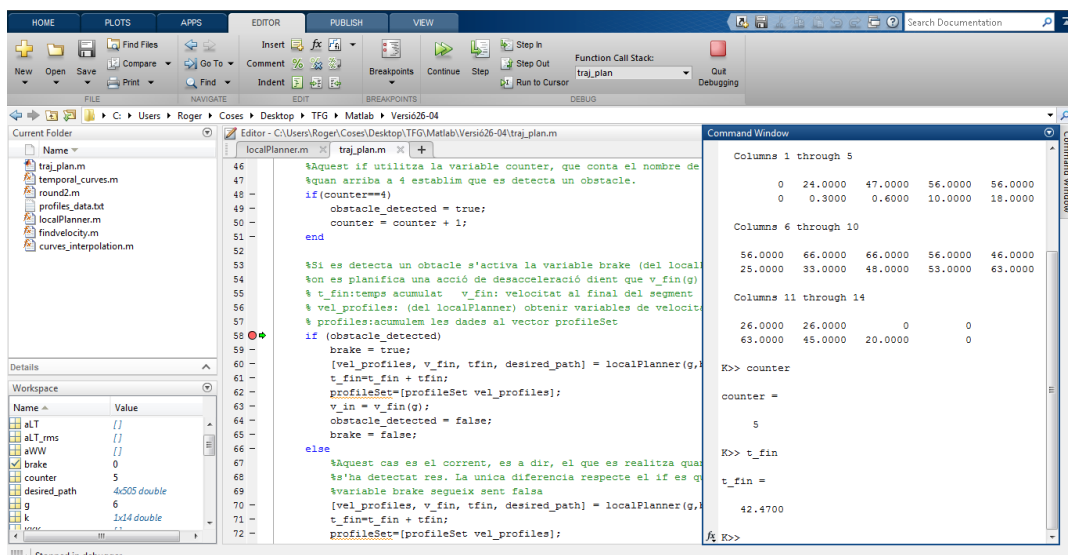 HOME PLOTS APPS EDITOR PUBLISH VIEW
Search Documentation
New Open Save
Find Files
Compare
Print
Go To
Find
Insert fx
Comment
Indent
Breakpoints
Continue
Step
Step In
Step Out
Run to Cursor
Function Call Stack:
traj_plan
Quit
Debugging
FILE NAVIGATE EDIT BREAKPOINTS DEBUG
C: Users Roger Coses Desktop TFG Matlab Versió26-04
Current Folder
Name
traj_plan.m
temporal_curves.m
round2.m
profiles_data.txt
localPlanner.m
findvelocity.m
curves_interpolation.m
Details
Workspace
Name Value
aLT [ ]
aLT_rms [ ]
aWW [ ]
brake 0
counter 5
desired_path 4x505 double
g 6
k 1x14 double
Editor - C:\Users\Roger\Coses\Desktop\TFG\Matlab\Versió26-04\traj_plan.m
localPlanner.m traj_plan.m
46 %Aquest if utilitza la variable counter, que conta el nombre de
47 %quan arriba a 4 establim que es detecta un obstacle.
48 if(counter==4)
49 obstacle_detected = true;
50 counter = counter + 1;
51 end
52
53 %Si es detecta un obtacle s'activa la variable brake (del local
54 %on es planifica una acció de desacceleració dient que v_fin(g)
55 % t_fin:temps acumulat v_fin: velocitat al final del segment
56 % vel_profiles: (del localPlanner) obtenir variables de velocita
57 % profiles:acumulem les dades al vector profileSet
58 if (obstacle_detected)
59 brake = true;
60 [vel_profiles, v_fin, tfin, desired_path] = localPlanner(g,
61 t_fin=t_fin + tfin;
62 profileSet=[profileSet vel_profiles];
63 v_in = v_fin(g);
64 obstacle_detected = false;
65 brake = false;
66 else
67 %Aquest cas es el corrent, es a dir, el que es realitza quan
68 %s'ha detectat res. La unica diferencia respecte el if es qu
69 %variable brake segueix sent falsa
70 [vel_profiles, v_fin, tfin, desired_path] = localPlanner(g,
71 t_fin=t_fin + tfin;
72 profileSet=[profileSet vel_profiles];
Command Window
Columns 1 through 5
0 24.0000 47.0000 56.0000 56.0000
0 0.3000 0.6000 10.0000 18.0000
Columns 6 through 10
56.0000 66.0000 66.0000 56.0000 46.0000
25.0000 33.0000 48.0000 53.0000 63.0000
Columns 11 through 14
26.0000 26.0000 0 0
63.0000 45.0000 20.0000 0
K>> counter
counter =
5
K>> t_fin
t_fin =
42.4700
fx K>>
Command Window